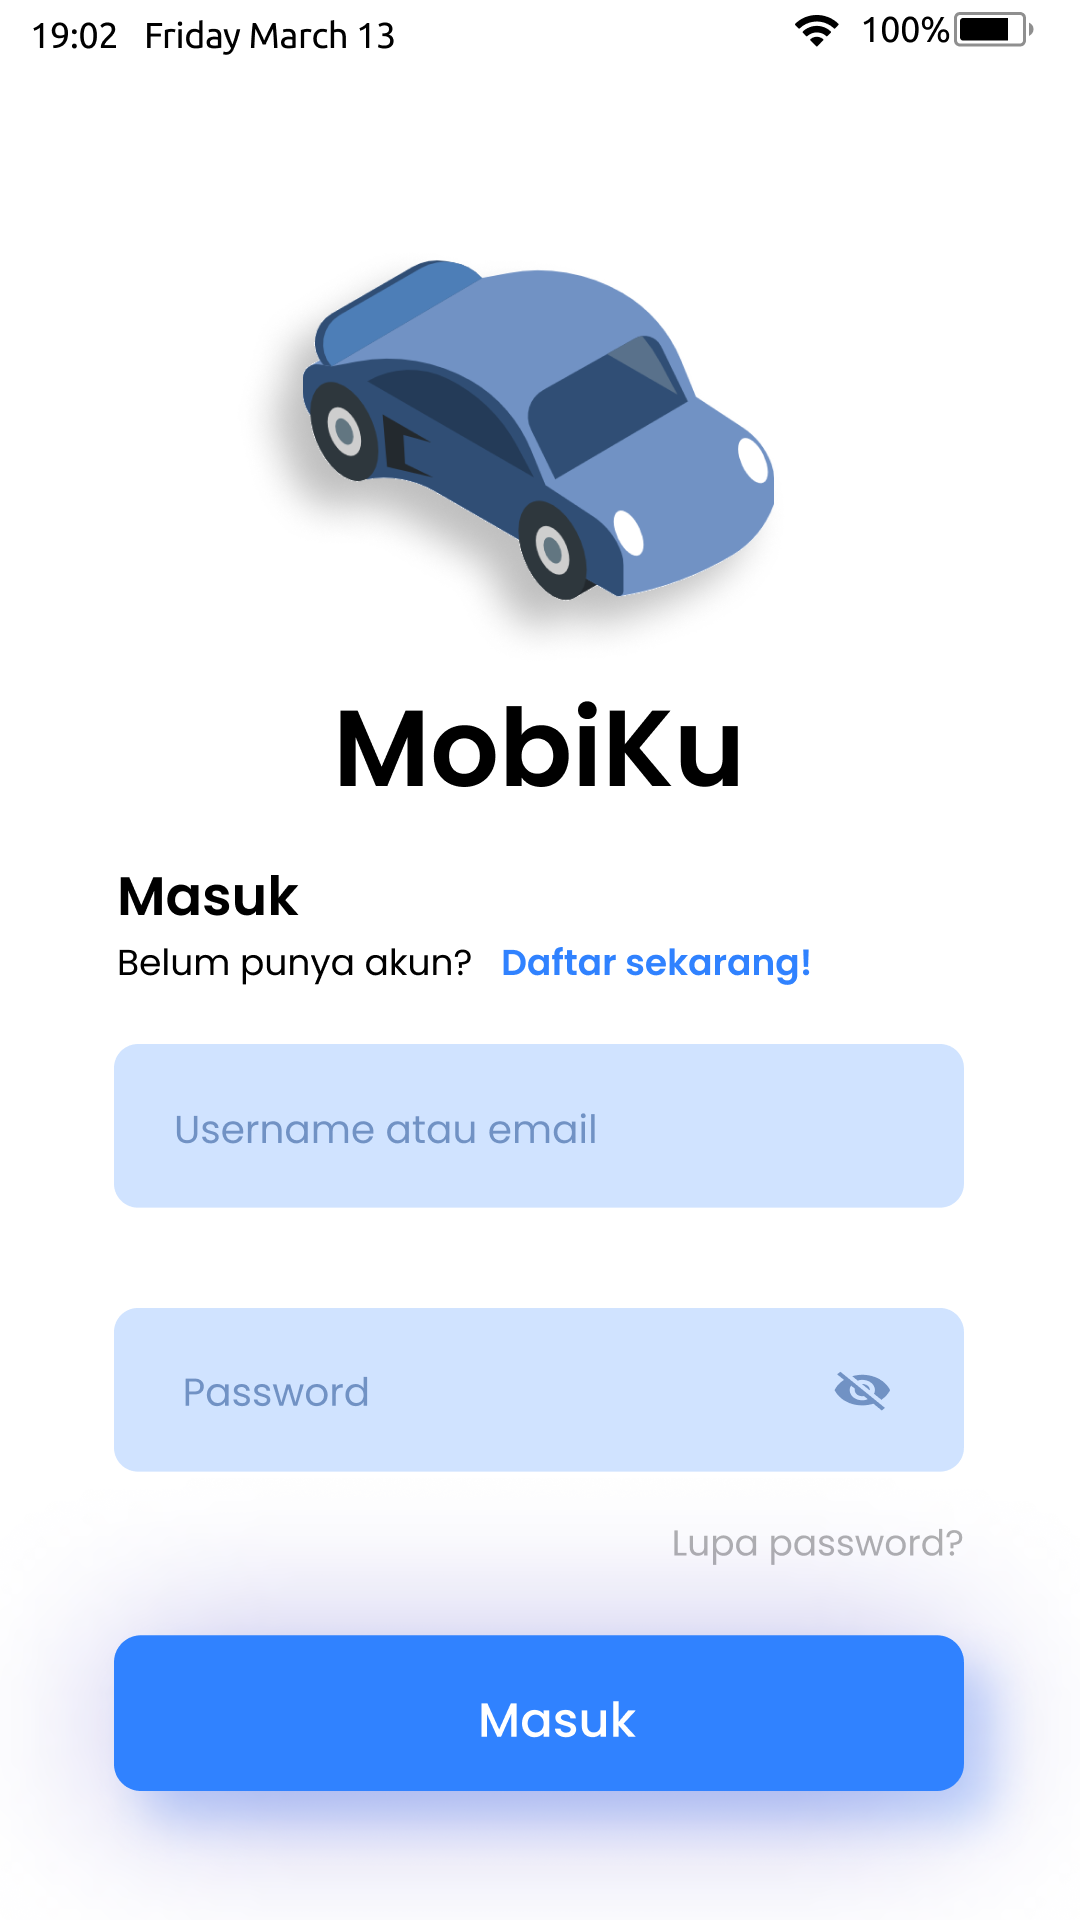 19:02 Friday March 13 100%
MobiKu
Masuk
Belum punya akun? Daftar sekarang!
Username atau email
Password
Lupa password?
Masuk